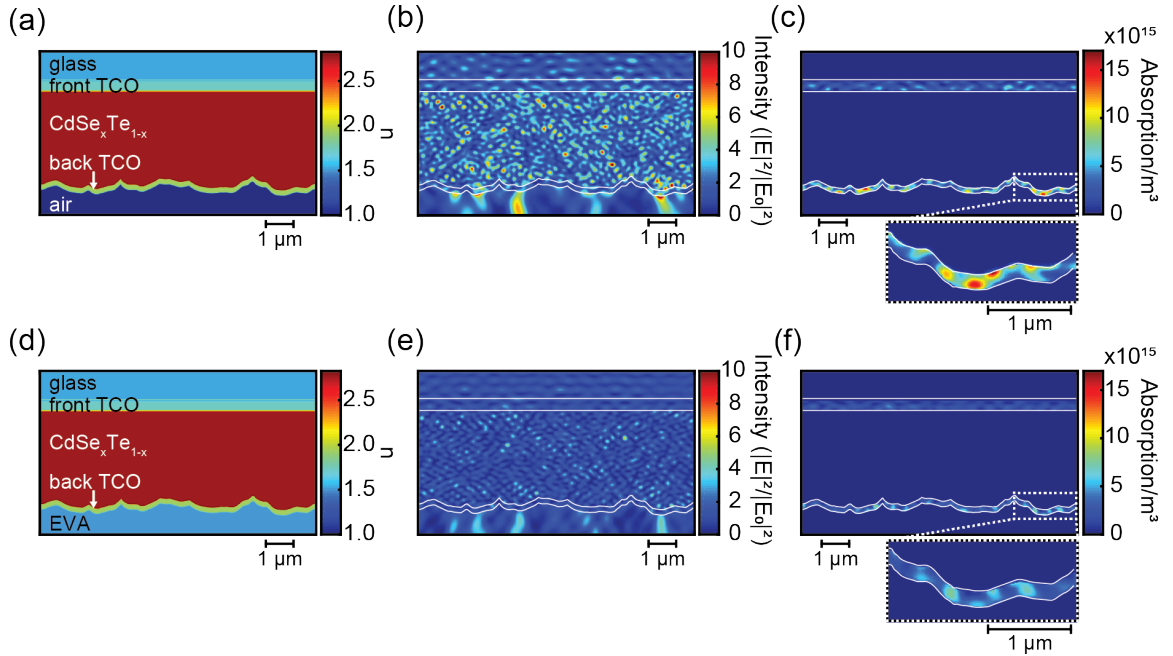 (a)
glass
front TCO
CdSeₓTe₁₋ₓ
back TCO
air
2.5
2.0
1.5
1.0
n
1 µm
(b)
10
8
6
4
2
0
Intensity (|E|²/|E₀|²)
1 µm
(c)
x10¹⁵
15
10
5
0
Absorption/m³
1 µm
1 µm
(d)
glass
front TCO
CdSeₓTe₁₋ₓ
back TCO
EVA
2.5
2.0
1.5
1.0
n
1 µm
(e)
10
8
6
4
2
0
Intensity (|E|²/|E₀|²)
1 µm
(f)
x10¹⁵
15
10
5
0
Absorption/m³
1 µm
1 µm